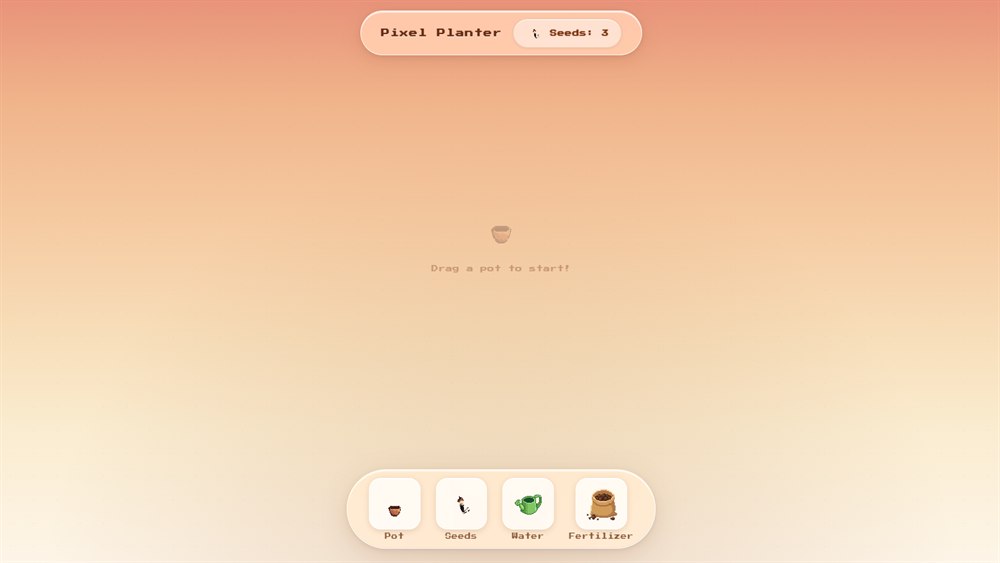 Pixel Planter
Seeds: 3
Drag a pot to start!
Pot
Seeds
Water
Fertilizer